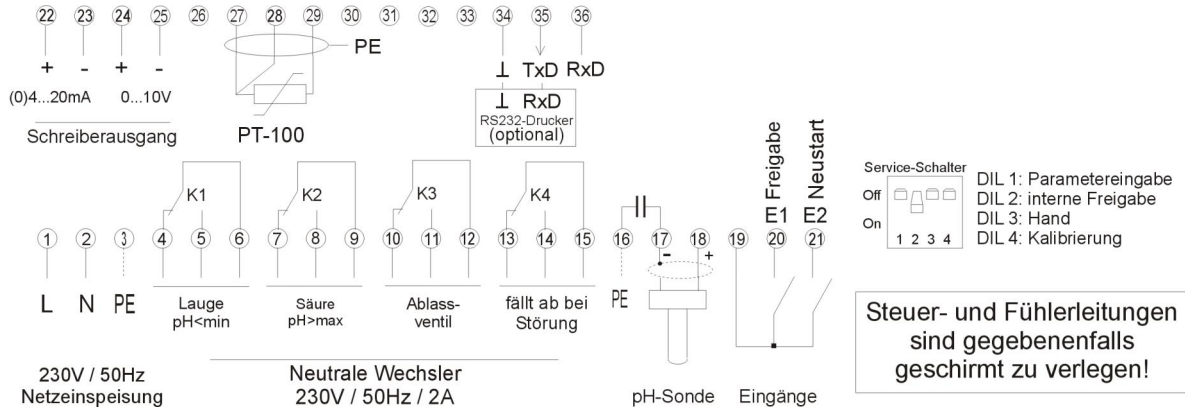 22 23 24 25 26 27 28 29 30 31 32 33 34 35 36
+ - + -
PE
⊥ TxD RxD
(0)4...20mA 0...10V
⊥ RxD
RS232-Drucker
(optional)
Schreiberausgang
PT-100
K1 K2 K3 K4
Freigabe Neustart
E1 E2
1 2 3 4 5 6 7 8 9 10 11 12 13 14 15 16 17 18 19 20 21
- +
L N PE
Lauge
pH<min
Säure
pH>max
Ablass-
ventil
fällt ab bei
Störung
PE
230V / 50Hz
Netzeinspeisung
Neutrale Wechsler
230V / 50Hz / 2A
pH-Sonde Eingänge
Service-Schalter
Off
On
1 2 3 4
DIL 1: Parametereingabe
DIL 2: interne Freigabe
DIL 3: Hand
DIL 4: Kalibrierung
Steuer- und Fühlerleitungen
sind gegebenenfalls
geschirmt zu verlegen!